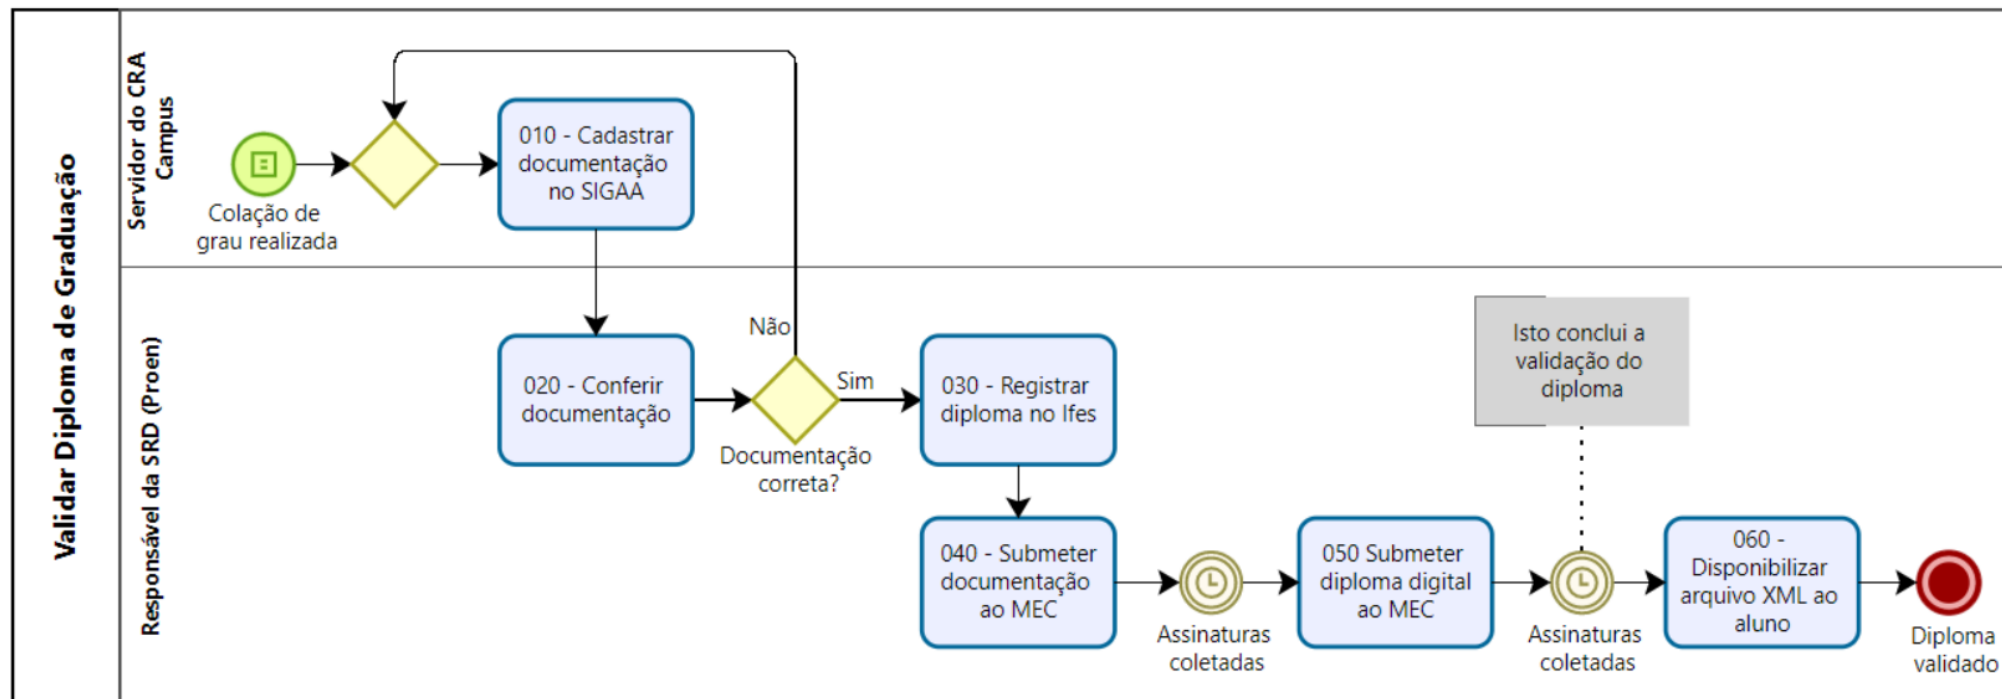 Validar Diploma de Graduação
Servidor do CRA
Campus
Colação de
grau realizada
010 - Cadastrar
documentação
no SIGAA
Responsável da SRD (Proen)
020 - Conferir
documentação
Não
Sim
Documentação
correta?
030 - Registrar
diploma no Ifes
040 - Submeter
documentação
ao MEC
Assinaturas
coletadas
050 Submeter
diploma digital
ao MEC
Isto conclui a
validação do
diploma
Assinaturas
coletadas
060 -
Disponibilizar
arquivo XML ao
aluno
Diploma
validado